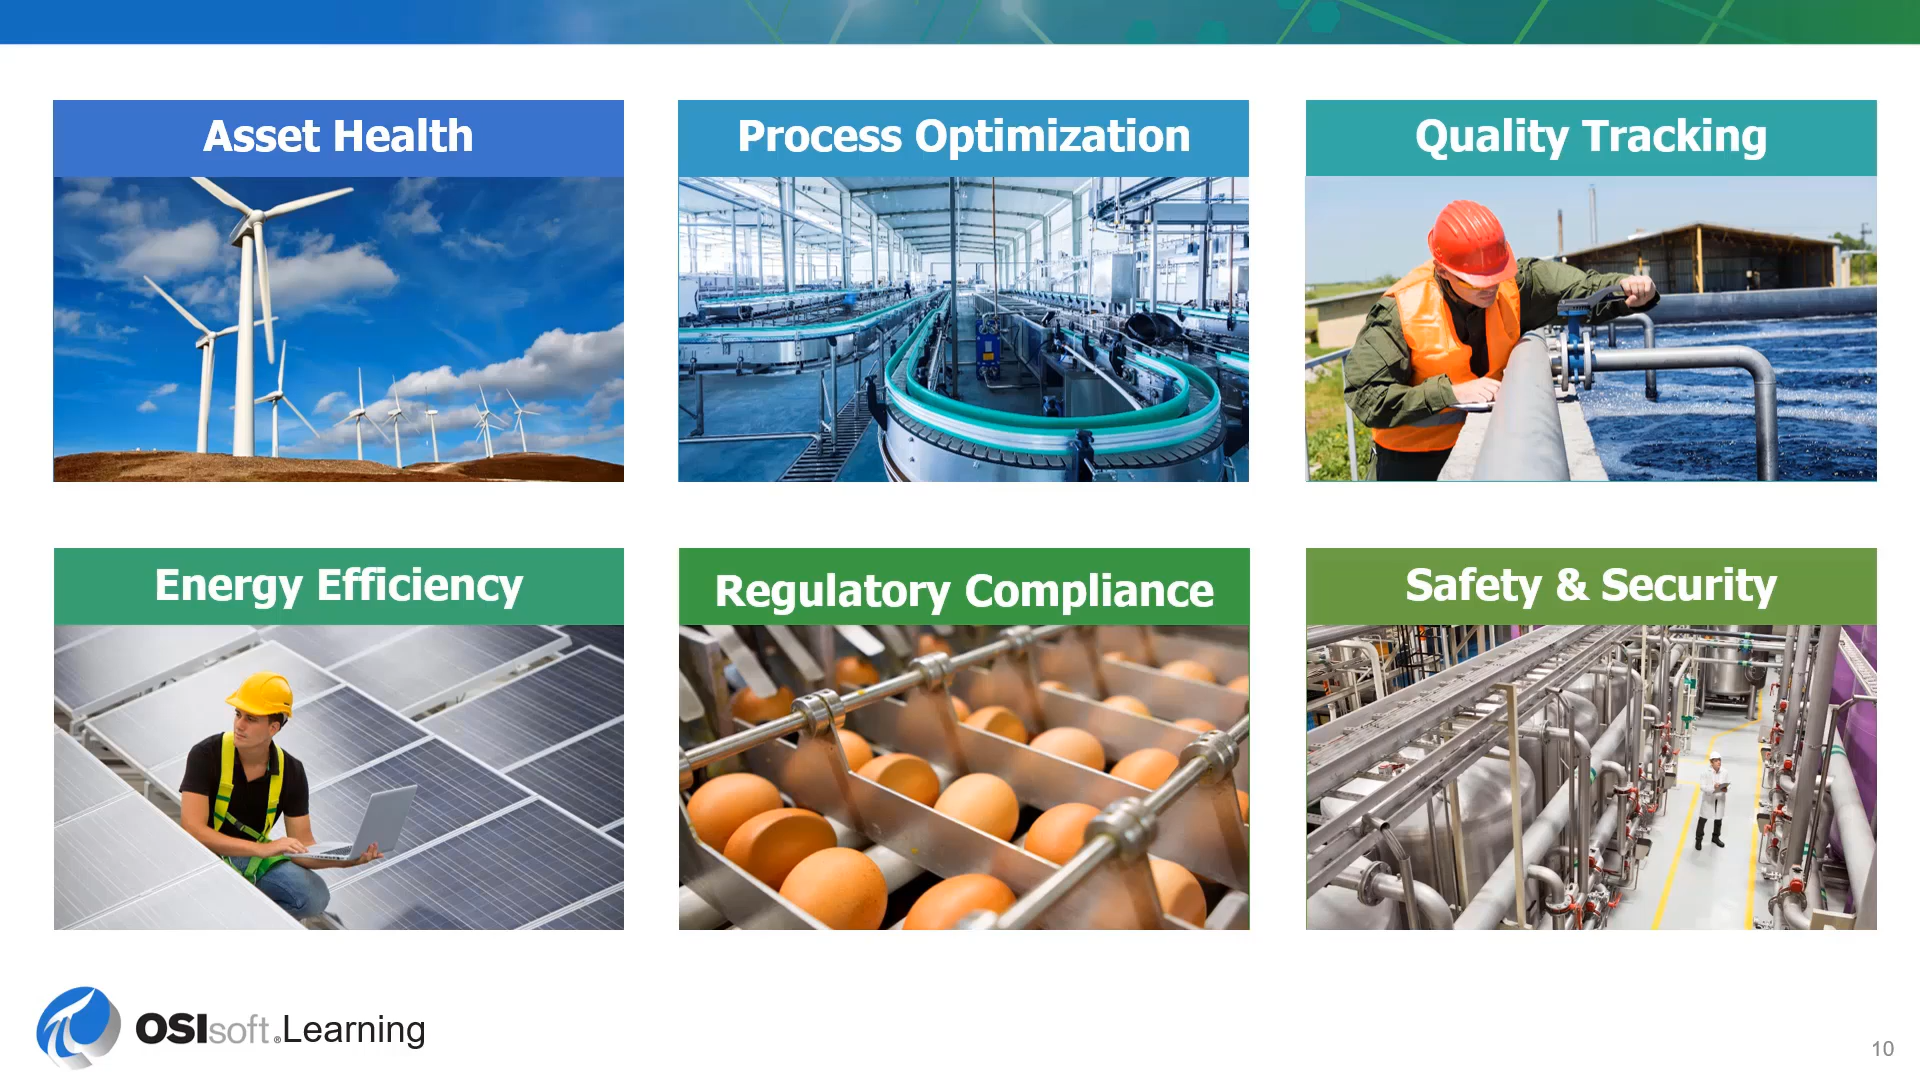 Asset Health
Process Optimization
Quality Tracking
Energy Efficiency
Regulatory Compliance
Safety & Security
OSIsoft®Learning
10